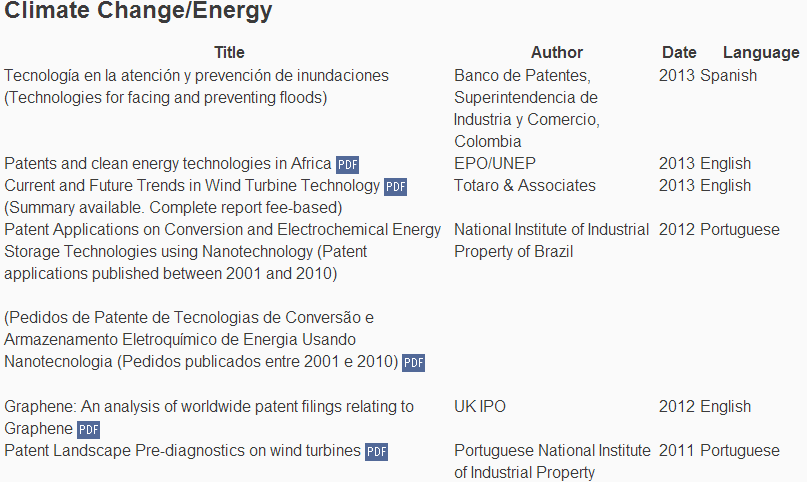 Climate Change/Energy
Title Author Date Language
Tecnología en la atención y prevención de inundaciones Banco de Patentes, 2013 Spanish
(Technologies for facing and preventing floods) Superintendencia de
Industria y Comercio,
Colombia
Patents and clean energy technologies in Africa PDF EPO/UNEP 2013 English
Current and Future Trends in Wind Turbine Technology PDF Totaro & Associates 2013 English
(Summary available. Complete report fee-based)
Patent Applications on Conversion and Electrochemical Energy National Institute of Industrial 2012 Portuguese
Storage Technologies using Nanotechnology (Patent Property of Brazil
applications published between 2001 and 2010)
(Pedidos de Patente de Tecnologias de Conversão e
Armazenamento Eletroquímico de Energia Usando
Nanotecnologia (Pedidos publicados entre 2001 e 2010) PDF
Graphene: An analysis of worldwide patent filings relating to UK IPO 2012 English
Graphene PDF
Patent Landscape Pre-diagnostics on wind turbines PDF Portuguese National Institute 2011 Portuguese
of Industrial Property